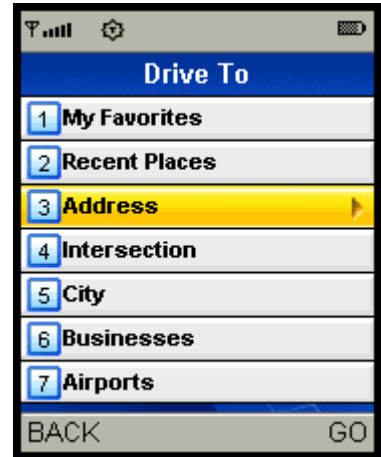 Drive To
1 My Favorites
2 Recent Places
3 Address
4 Intersection
5 City
6 Businesses
7 Airports
BACK GO